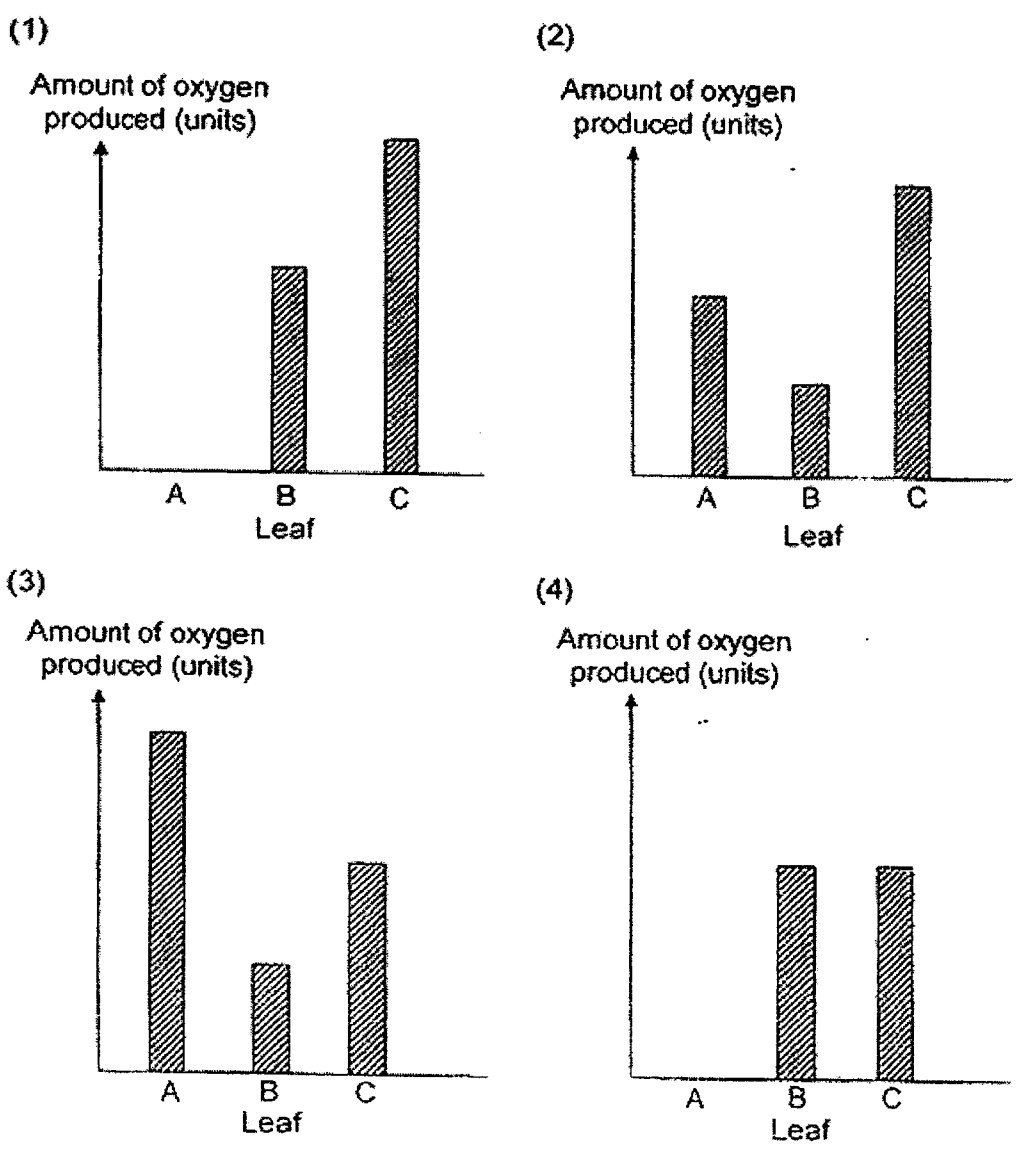 (1)
Amount of oxygen
produced (units)
A B C
Leaf
(2)
Amount of oxygen
produced (units)
A B C
Leaf
(3)
Amount of oxygen
produced (units)
A B C
Leaf
(4)
Amount of oxygen
produced (units)
A B C
Leaf